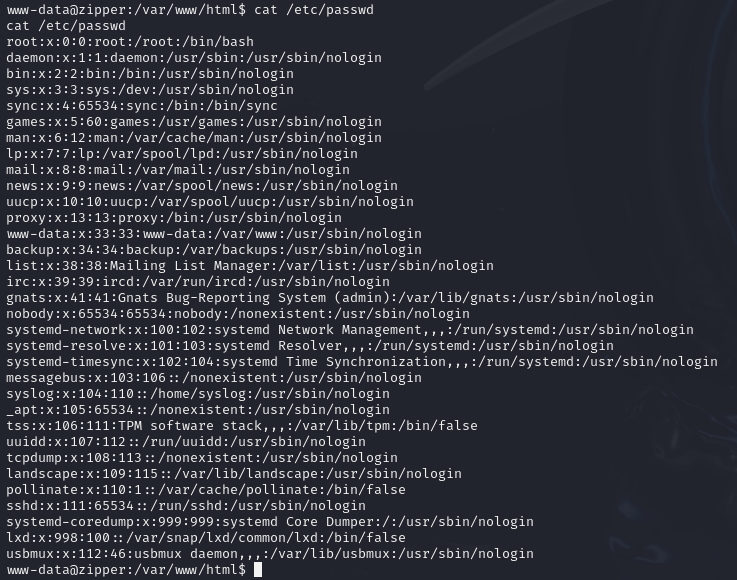 www-data@zipper:/var/www/html$ cat /etc/passwd
cat /etc/passwd
root:x:0:0:root:/root:/bin/bash
daemon:x:1:1:daemon:/usr/sbin:/usr/sbin/nologin
bin:x:2:2:bin:/bin:/usr/sbin/nologin
sys:x:3:3:sys:/dev:/usr/sbin/nologin
sync:x:4:65534:sync:/bin:/bin/sync
games:x:5:60:games:/usr/games:/usr/sbin/nologin
man:x:6:12:man:/var/cache/man:/usr/sbin/nologin
lp:x:7:7:lp:/var/spool/lpd:/usr/sbin/nologin
mail:x:8:8:mail:/var/mail:/usr/sbin/nologin
news:x:9:9:news:/var/spool/news:/usr/sbin/nologin
uucp:x:10:10:uucp:/var/spool/uucp:/usr/sbin/nologin
proxy:x:13:13:proxy:/bin:/usr/sbin/nologin
www-data:x:33:33:www-data:/var/www:/usr/sbin/nologin
backup:x:34:34:backup:/var/backups:/usr/sbin/nologin
list:x:38:38:Mailing List Manager:/var/list:/usr/sbin/nologin
irc:x:39:39:ircd:/var/run/ircd:/usr/sbin/nologin
gnats:x:41:41:Gnats Bug-Reporting System (admin):/var/lib/gnats:/usr/sbin/nologin
nobody:x:65534:65534:nobody:/nonexistent:/usr/sbin/nologin
systemd-network:x:100:102:systemd Network Management,,,:/run/systemd:/usr/sbin/nologin
systemd-resolve:x:101:103:systemd Resolver,,,:/run/systemd:/usr/sbin/nologin
systemd-timesync:x:102:104:systemd Time Synchronization,,,:/run/systemd:/usr/sbin/nologin
messagebus:x:103:106::/nonexistent:/usr/sbin/nologin
syslog:x:104:110::/home/syslog:/usr/sbin/nologin
_apt:x:105:65534::/nonexistent:/usr/sbin/nologin
tss:x:106:111:TPM software stack,,,:/var/lib/tpm:/bin/false
uuidd:x:107:112::/run/uuidd:/usr/sbin/nologin
tcpdump:x:108:113::/nonexistent:/usr/sbin/nologin
landscape:x:109:115::/var/lib/landscape:/usr/sbin/nologin
pollinate:x:110:1::/var/cache/pollinate:/bin/false
sshd:x:111:65534::/run/sshd:/usr/sbin/nologin
systemd-coredump:x:999:999:systemd Core Dumper:/:/usr/sbin/nologin
lxd:x:998:100::/var/snap/lxd/common/lxd:/bin/false
usbmux:x:112:46:usbmux daemon,,,:/var/lib/usbmux:/usr/sbin/nologin
www-data@zipper:/var/www/html$